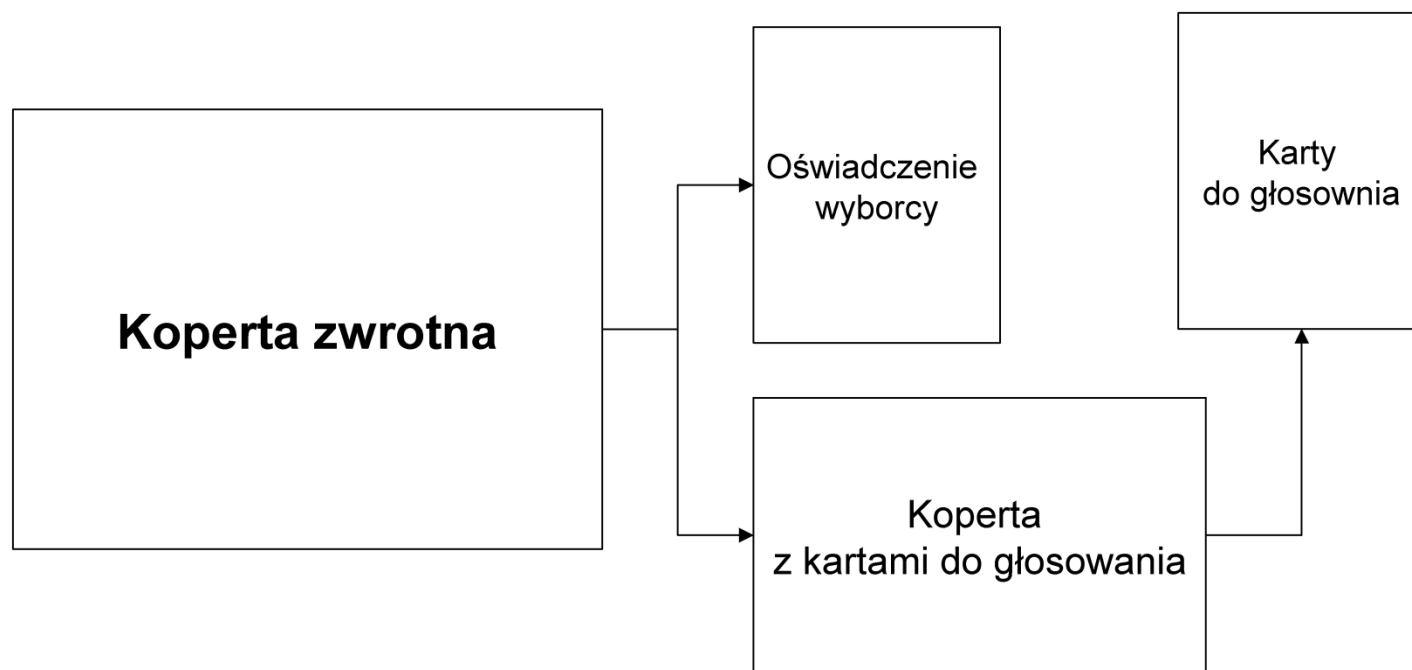 Koperta zwrotna
Oświadczenie
wyborcy
Karty
do głosownia
Koperta
z kartami do głosowania